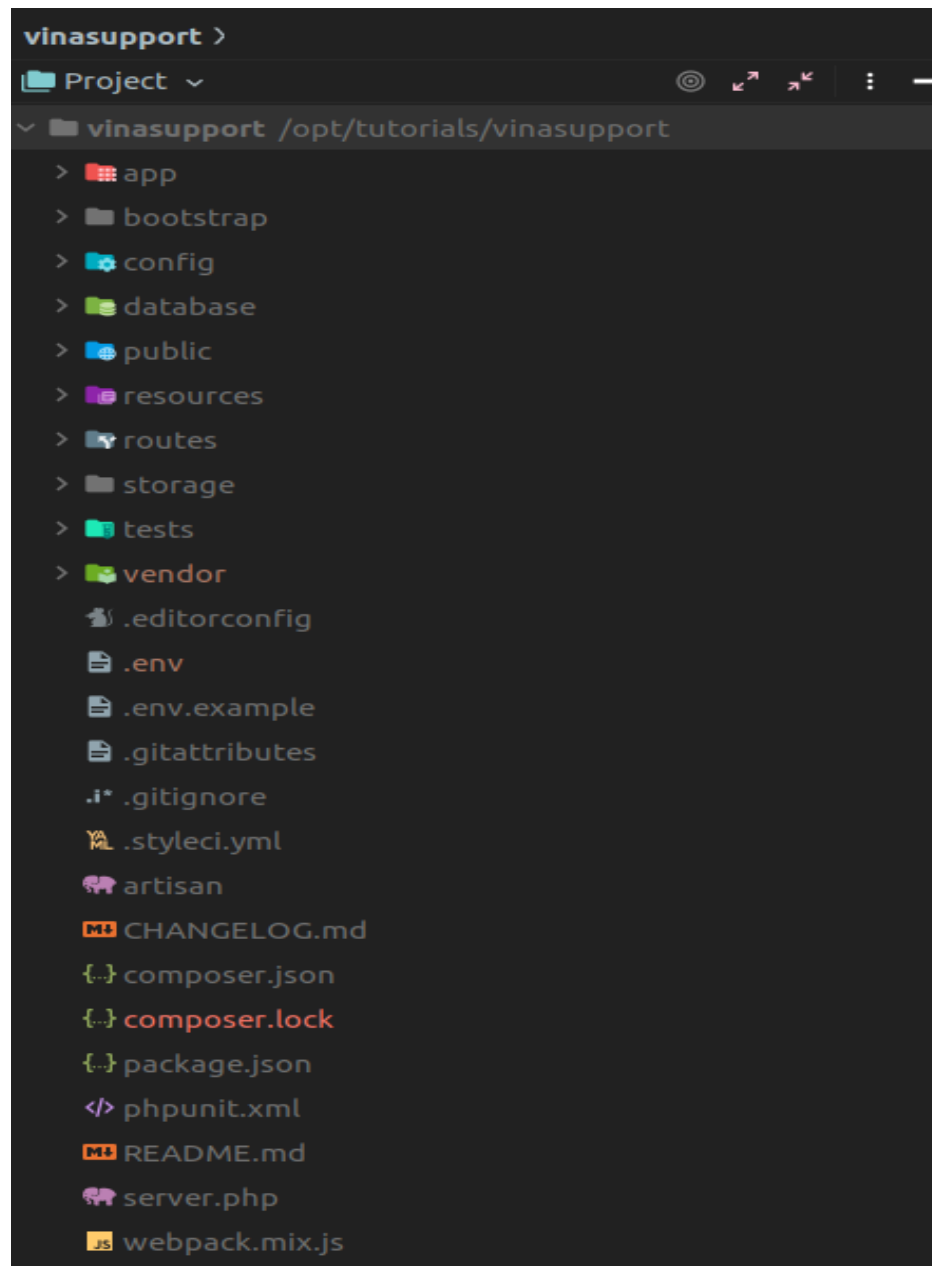 vinasupport >
Project
vinasupport /opt/tutorials/vinasupport
app
bootstrap
config
database
public
resources
routes
storage
tests
vendor
.editorconfig
.env
.env.example
.gitattributes
.i* .gitignore
YAML .styleci.yml
artisan
M↓ CHANGELOG.md
{..} composer.json
{..} composer.lock
{..} package.json
</> phpunit.xml
M↓ README.md
server.php
JS webpack.mix.js